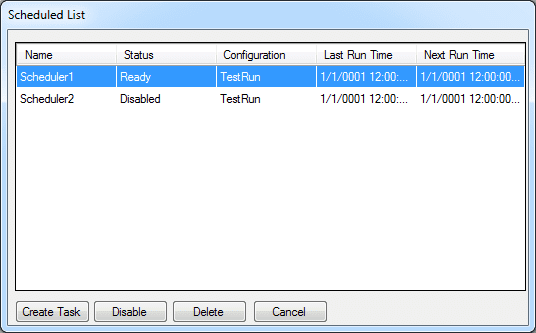 Scheduled List
Name Status Configuration Last Run Time Next Run Time
Scheduler1 Ready TestRun 1/1/0001 12:00:... 1/1/0001 12:00:00...
Scheduler2 Disabled TestRun 1/1/0001 12:00:... 1/1/0001 12:00:00...
Create Task Disable Delete Cancel